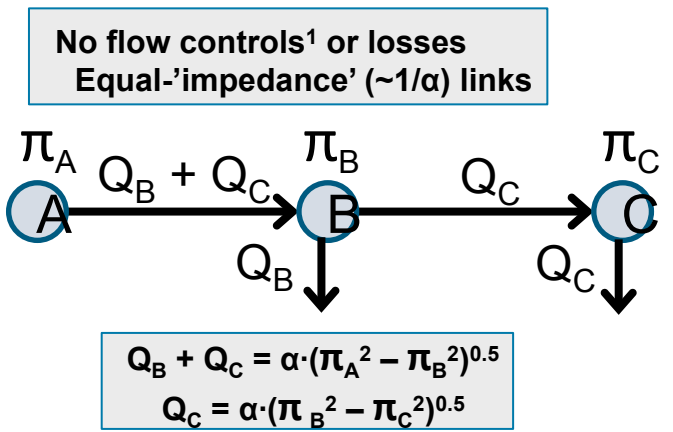 No flow controls¹ or losses
Equal-’impedance’ (~1/α) links
π_A π_B π_C
Q_B + Q_C Q_C
A B C
Q_B Q_C
Q_B + Q_C = α·(π_A² – π_B²)⁰·⁵
Q_C = α·(π_B² – π_C²)⁰·⁵